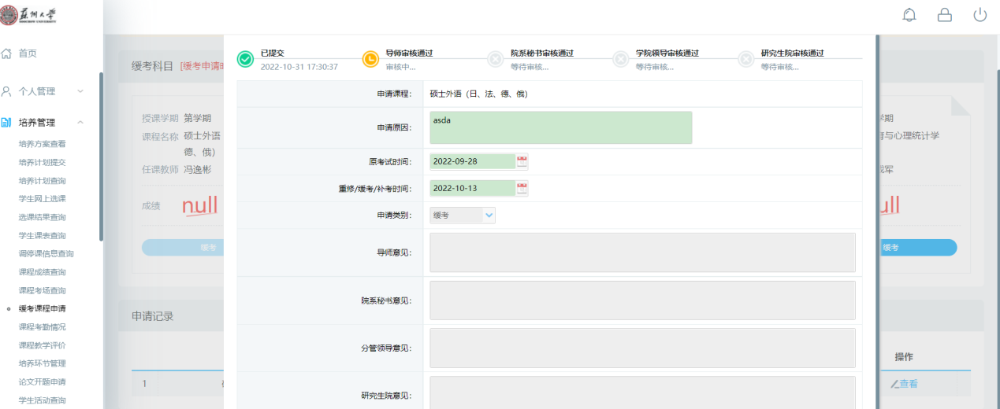 蘇州大學
SOOCHOW UNIVERSITY
首页
个人管理
培养管理
培养方案查看
培养计划提交
培养计划查询
学生网上选课
选课结果查询
学生课表查询
调停课信息查询
课程成绩查询
课程考场查询
缓考课程申请
课程考勤情况
课程教学评价
培养环节管理
论文开题申请
学生活动查询
缓考科目 [缓考申请
授课学期 第学期
课程名称 硕士外语
德、俄）
任课教师 冯逸彬
成绩 null
缓考
申请记录
1
已提交
2022-10-31 17:30:37
导师审核通过
审核中...
院系秘书审核通过
等待审核...
学院领导审核通过
等待审核...
研究生院审核通过
等待审核...
申请课程： 硕士外语（日、法、德、俄）
申请原因： asda
原考试时间： 2022-09-28
重修/缓考/补考时间： 2022-10-13
申请类别： 缓考
导师意见：
院系秘书意见：
分管领导意见：
研究生院意见：
学期
育与心理统计学
成军
ull
缓考
操作
查看